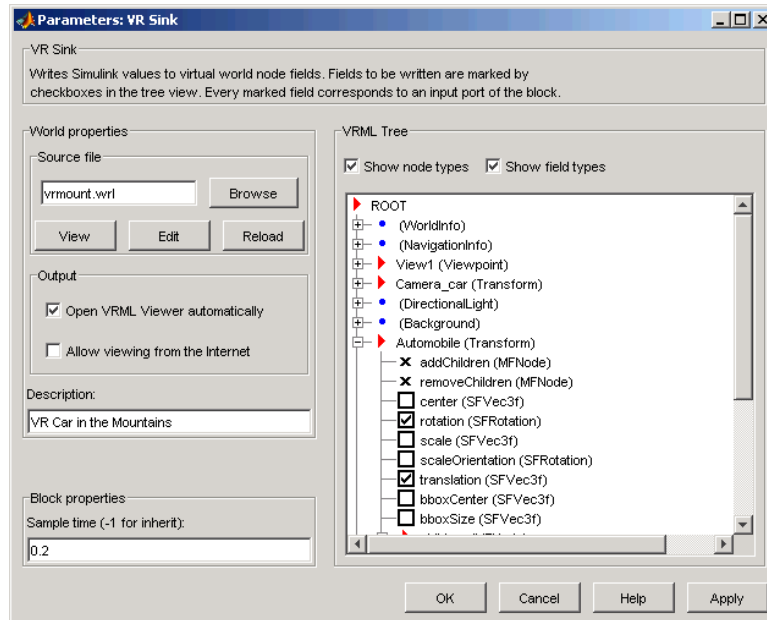 Parameters: VR Sink
VR Sink
Writes Simulink values to virtual world node fields. Fields to be written are marked by
checkboxes in the tree view. Every marked field corresponds to an input port of the block.
World properties
Source file
vrmount.wrl
Browse
View
Edit
Reload
Output
Open VRML Viewer automatically
Allow viewing from the Internet
Description:
VR Car in the Mountains
Block properties
Sample time (-1 for inherit):
0.2
VRML Tree
Show node types
Show field types
ROOT
(WorldInfo)
(NavigationInfo)
View1 (Viewpoint)
Camera_car (Transform)
(DirectionalLight)
(Background)
Automobile (Transform)
addChildren (MFNode)
removeChildren (MFNode)
center (SFVec3f)
rotation (SFRotation)
scale (SFVec3f)
scaleOrientation (SFRotation)
translation (SFVec3f)
bboxCenter (SFVec3f)
bboxSize (SFVec3f)
OK
Cancel
Help
Apply